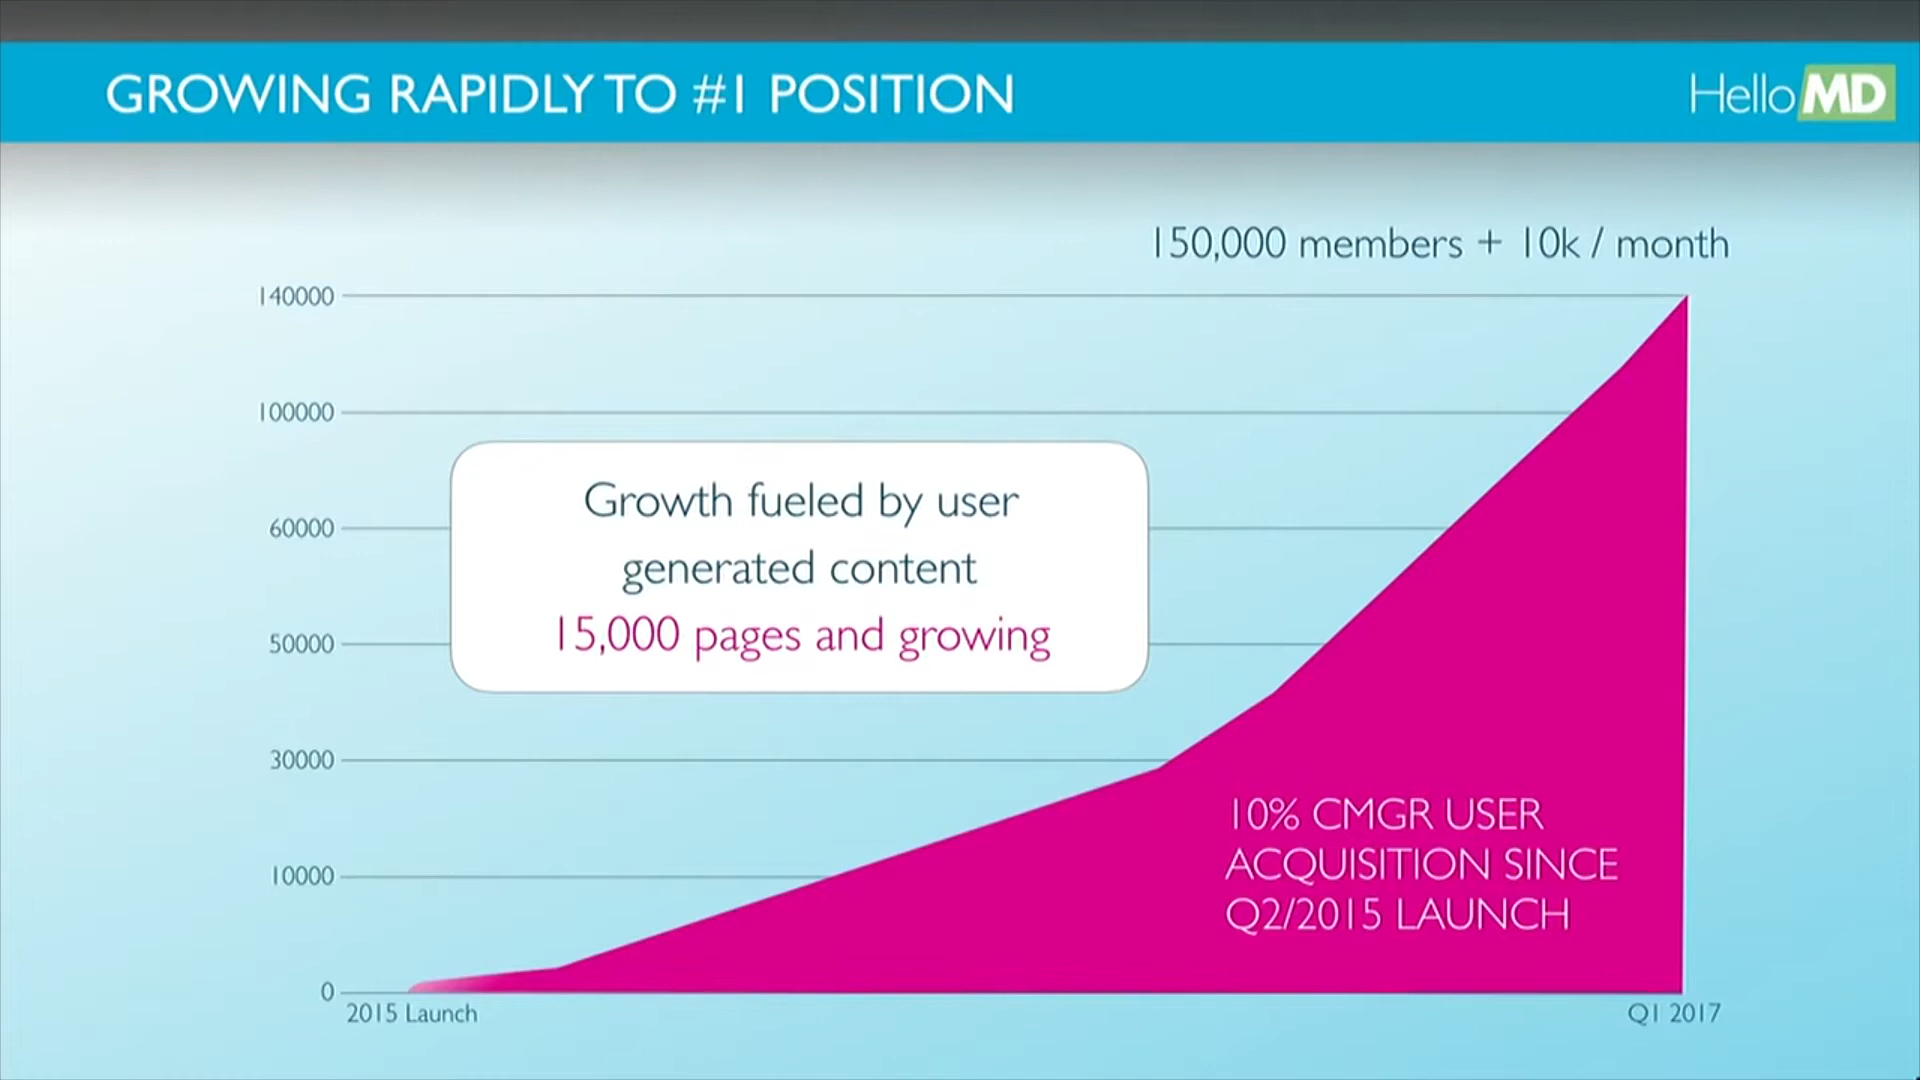 GROWING RAPIDLY TO #1 POSITION
HelloMD
150,000 members + 10k / month
140000
100000
60000
50000
30000
10000
0
Growth fueled by user
generated content
15,000 pages and growing
10% CMGR USER
ACQUISITION SINCE
Q2/2015 LAUNCH
2015 Launch
Q1 2017